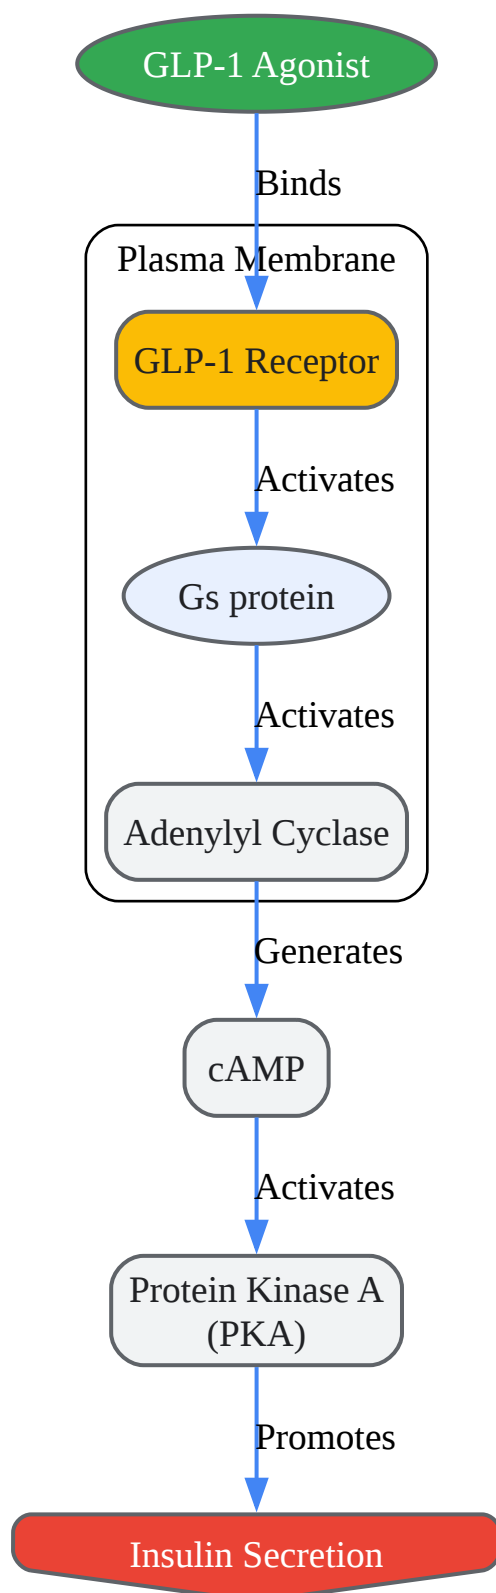 GLP-1 Agonist
Binds
Plasma Membrane
GLP-1 Receptor
Activates
Gs protein
Activates
Adenylyl Cyclase
Generates
cAMP
Activates
Protein Kinase A
(PKA)
Promotes
Insulin Secretion